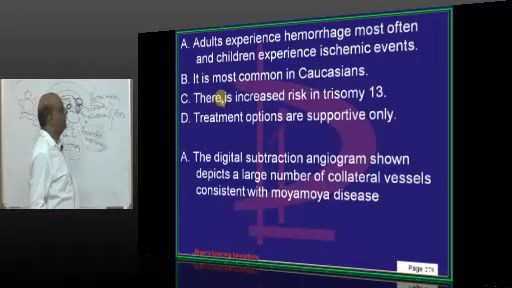 A. Adults experience hemorrhage most often
and children experience ischemic events.
B. It is most common in Caucasians.
C. There is increased risk in trisomy 13.
D. Treatment options are supportive only.
A. The digital subtraction angiogram shown
depicts a large number of collateral vessels
consistent with moyamoya disease
Page 278